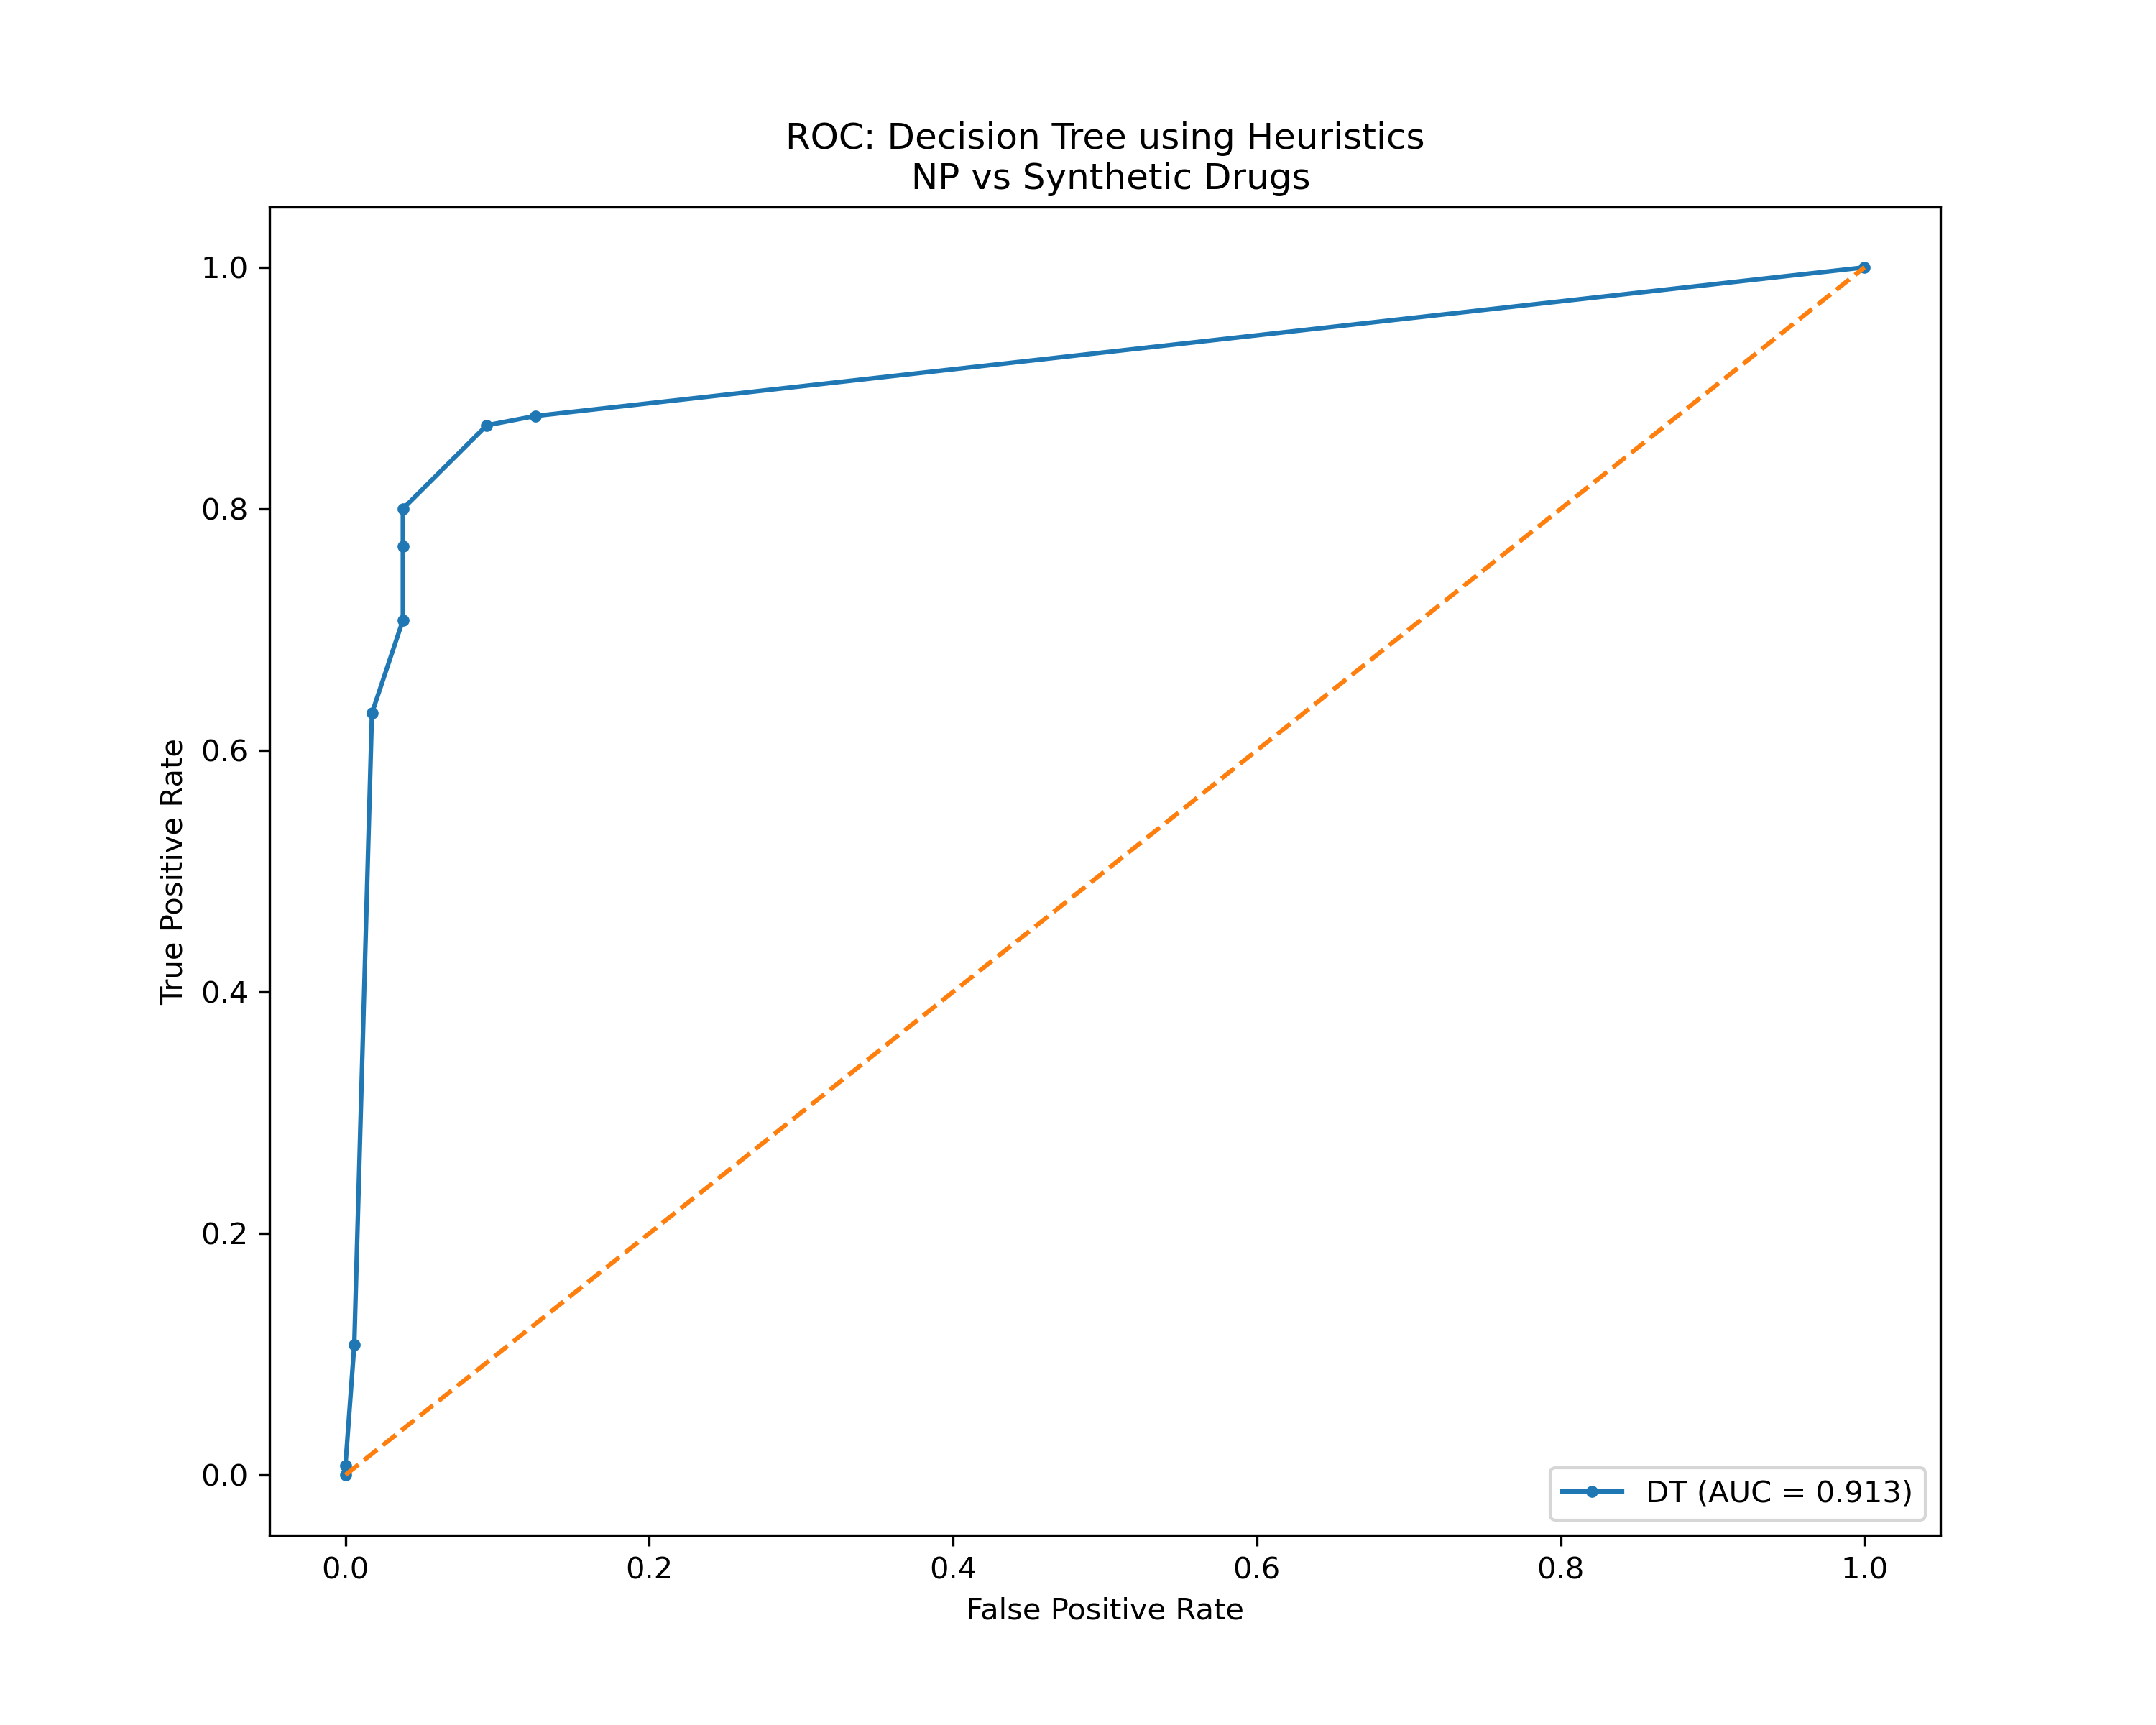 ROC: Decision Tree using Heuristics
NP vs Synthetic Drugs
True Positive Rate
1.0
0.8
0.6
0.4
0.2
0.0
DT (AUC = 0.913)
0.0 0.2 0.4 0.6 0.8 1.0
False Positive Rate